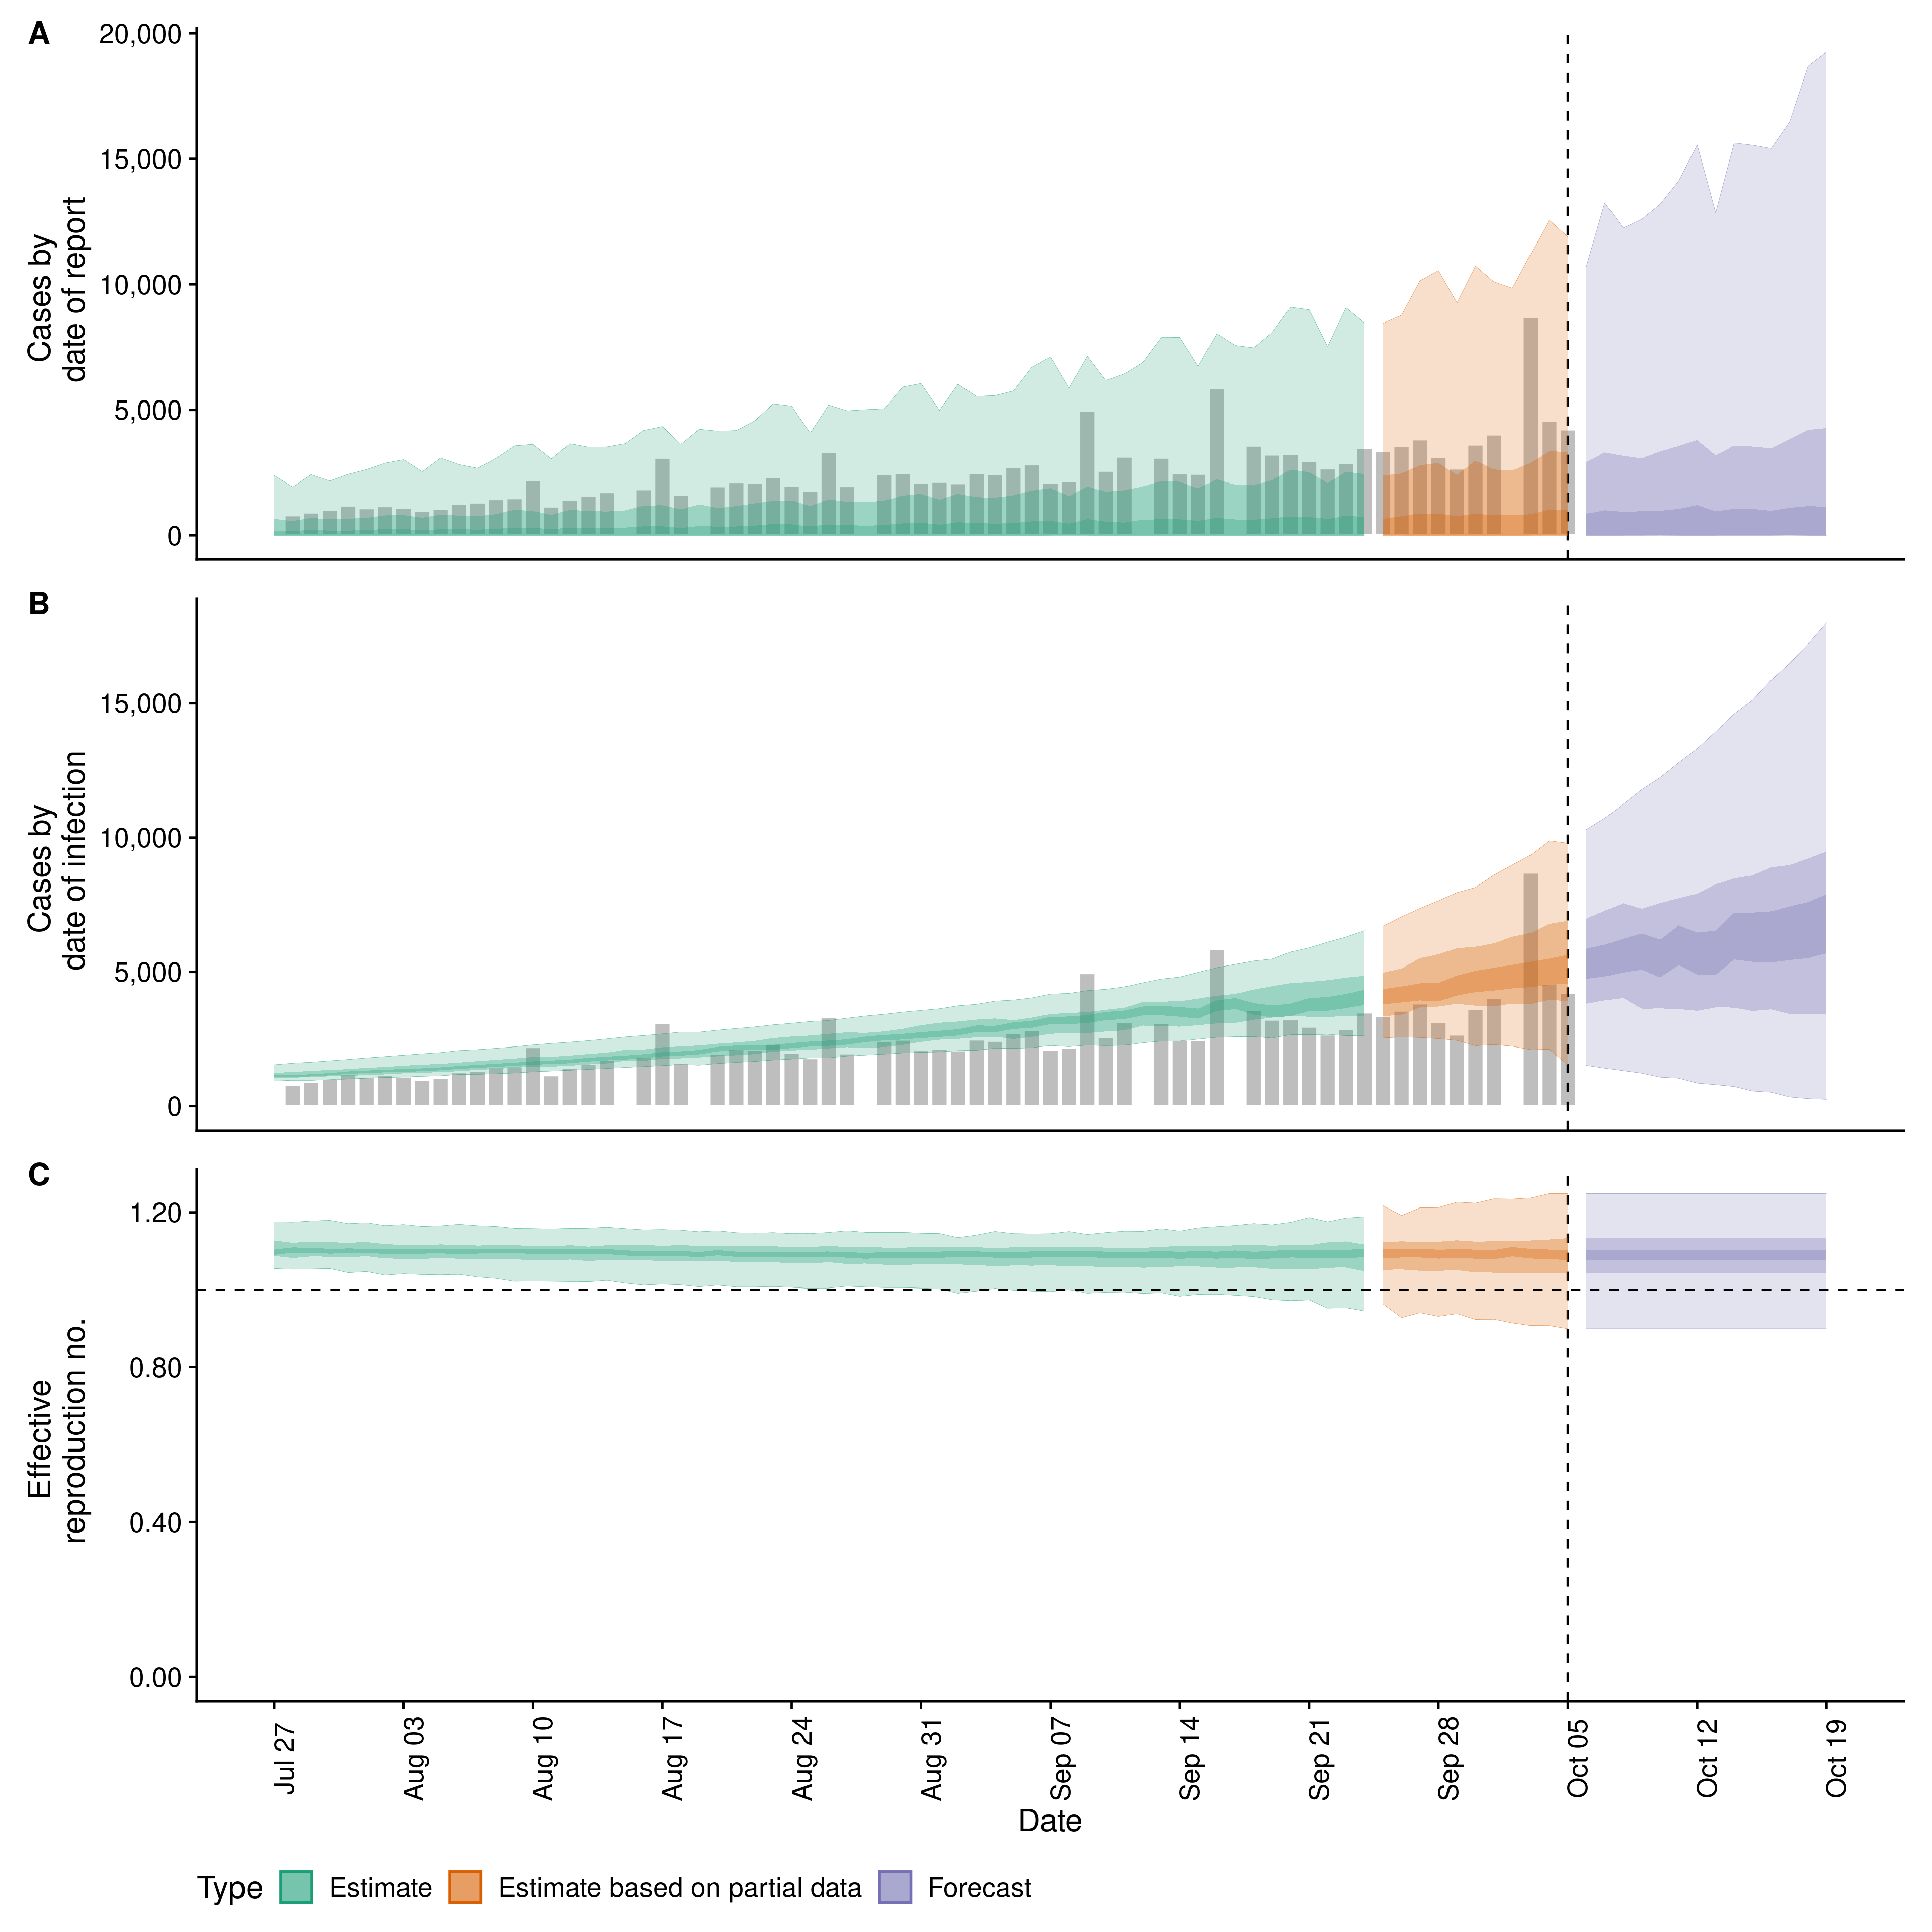 A
20,000
15,000
10,000
5,000
0
Cases by
date of report
B
15,000
10,000
5,000
0
Cases by
date of infection
C
1.20
0.80
0.40
0.00
Effective
reproduction no.
Jul 27
Aug 03
Aug 10
Aug 17
Aug 24
Aug 31
Sep 07
Sep 14
Sep 21
Sep 28
Oct 05
Oct 12
Oct 19
Date
Type Estimate Estimate based on partial data Forecast